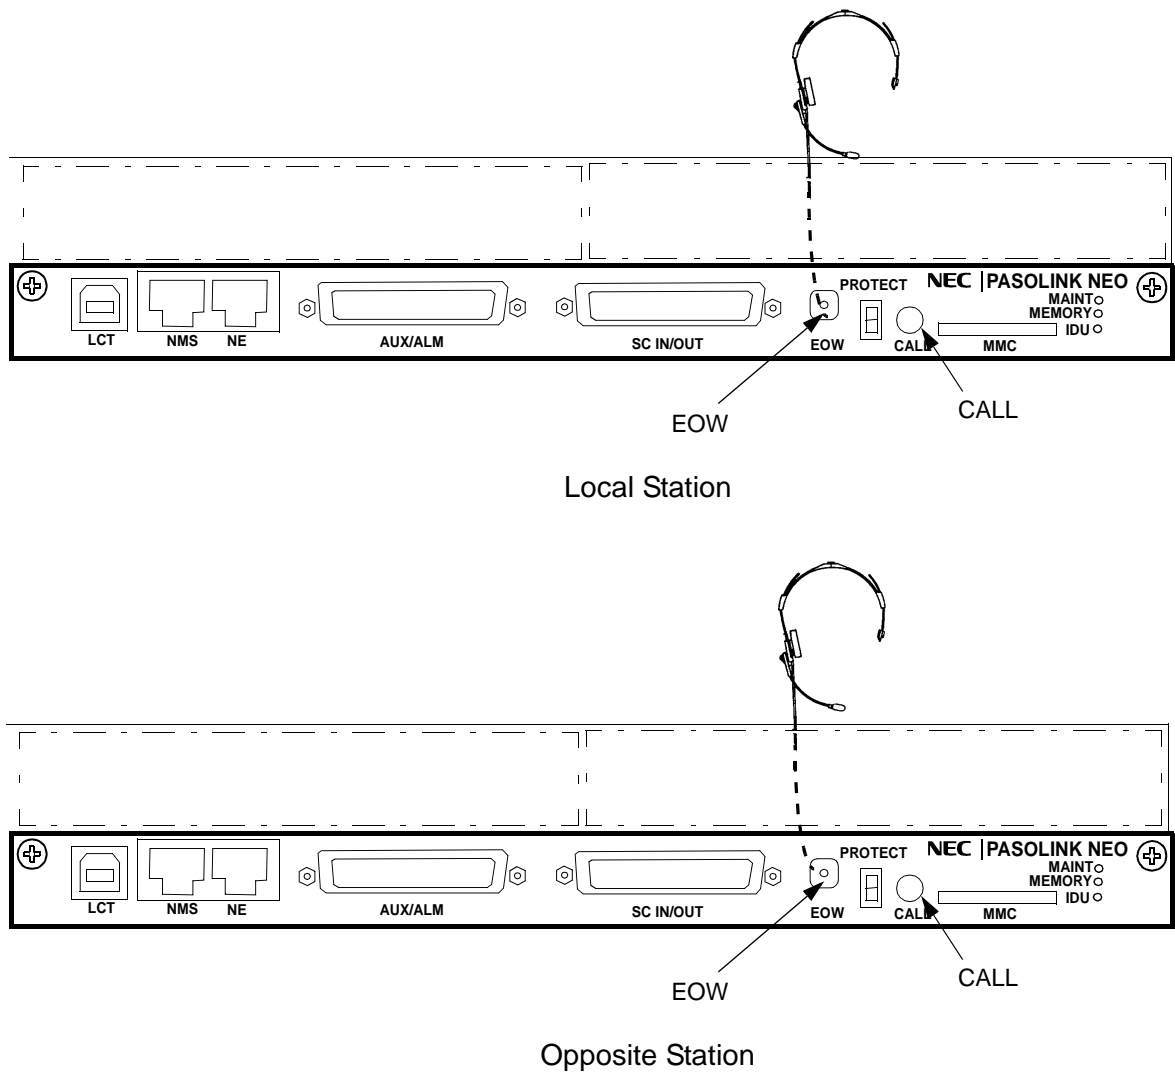 PROTECT
NEC PASOLINK NEO
MAINT
MEMORY
IDU
LCT
NMS
NE
AUX/ALM
SC IN/OUT
EOW
CALL
MMC
EOW
CALL
Local Station
PROTECT
NEC PASOLINK NEO
MAINT
MEMORY
IDU
LCT
NMS
NE
AUX/ALM
SC IN/OUT
EOW
CALL
MMC
EOW
CALL
Opposite Station